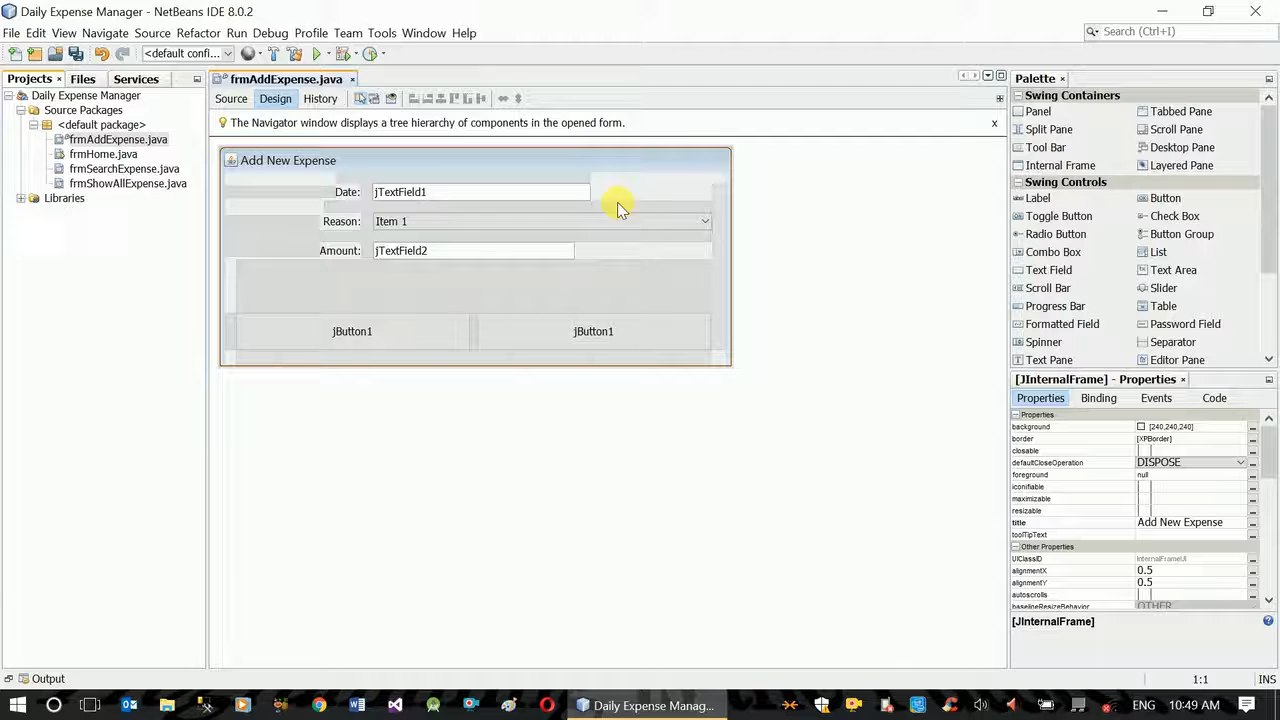 Daily Expense Manager - NetBeans IDE 8.0.2
File Edit View Navigate Source Refactor Run Debug Profile Team Tools Window Help
Search (Ctrl+I)
<default confi...
Projects Files Services
frmAddExpense.java
Source Design History
The Navigator window displays a tree hierarchy of components in the opened form. x
Daily Expense Manager
Source Packages
<default package>
frmAddExpense.java
frmHome.java
frmSearchExpense.java
frmShowAllExpense.java
Libraries
Add New Expense
Date: jTextField1
Reason: Item 1
Amount: jTextField2
jButton1 jButton1
Palette
Swing Containers
Panel Tabbed Pane
Split Pane Scroll Pane
Tool Bar Desktop Pane
Internal Frame Layered Pane
Swing Controls
Label Button
Toggle Button Check Box
Radio Button Button Group
Combo Box List
Text Field Text Area
Scroll Bar Slider
Progress Bar Table
Formatted Field Password Field
Spinner Separator
Text Pane Editor Pane
[JInternalFrame] - Properties
Properties Binding Events Code
Properties
background [240,240,240]
border [XPBorder]
closable
defaultCloseOperation DISPOSE
foreground null
iconifiable
maximizable
resizable
title Add New Expense
toolTipText
Other Properties
UIClassID InternalFrameUI
alignmentX 0.5
alignmentY 0.5
autoscrolls
baselineResizeBehavior OTHER
[JInternalFrame]
Output
1:1 INS
Daily Expense Manag...
ENG 10:49 AM